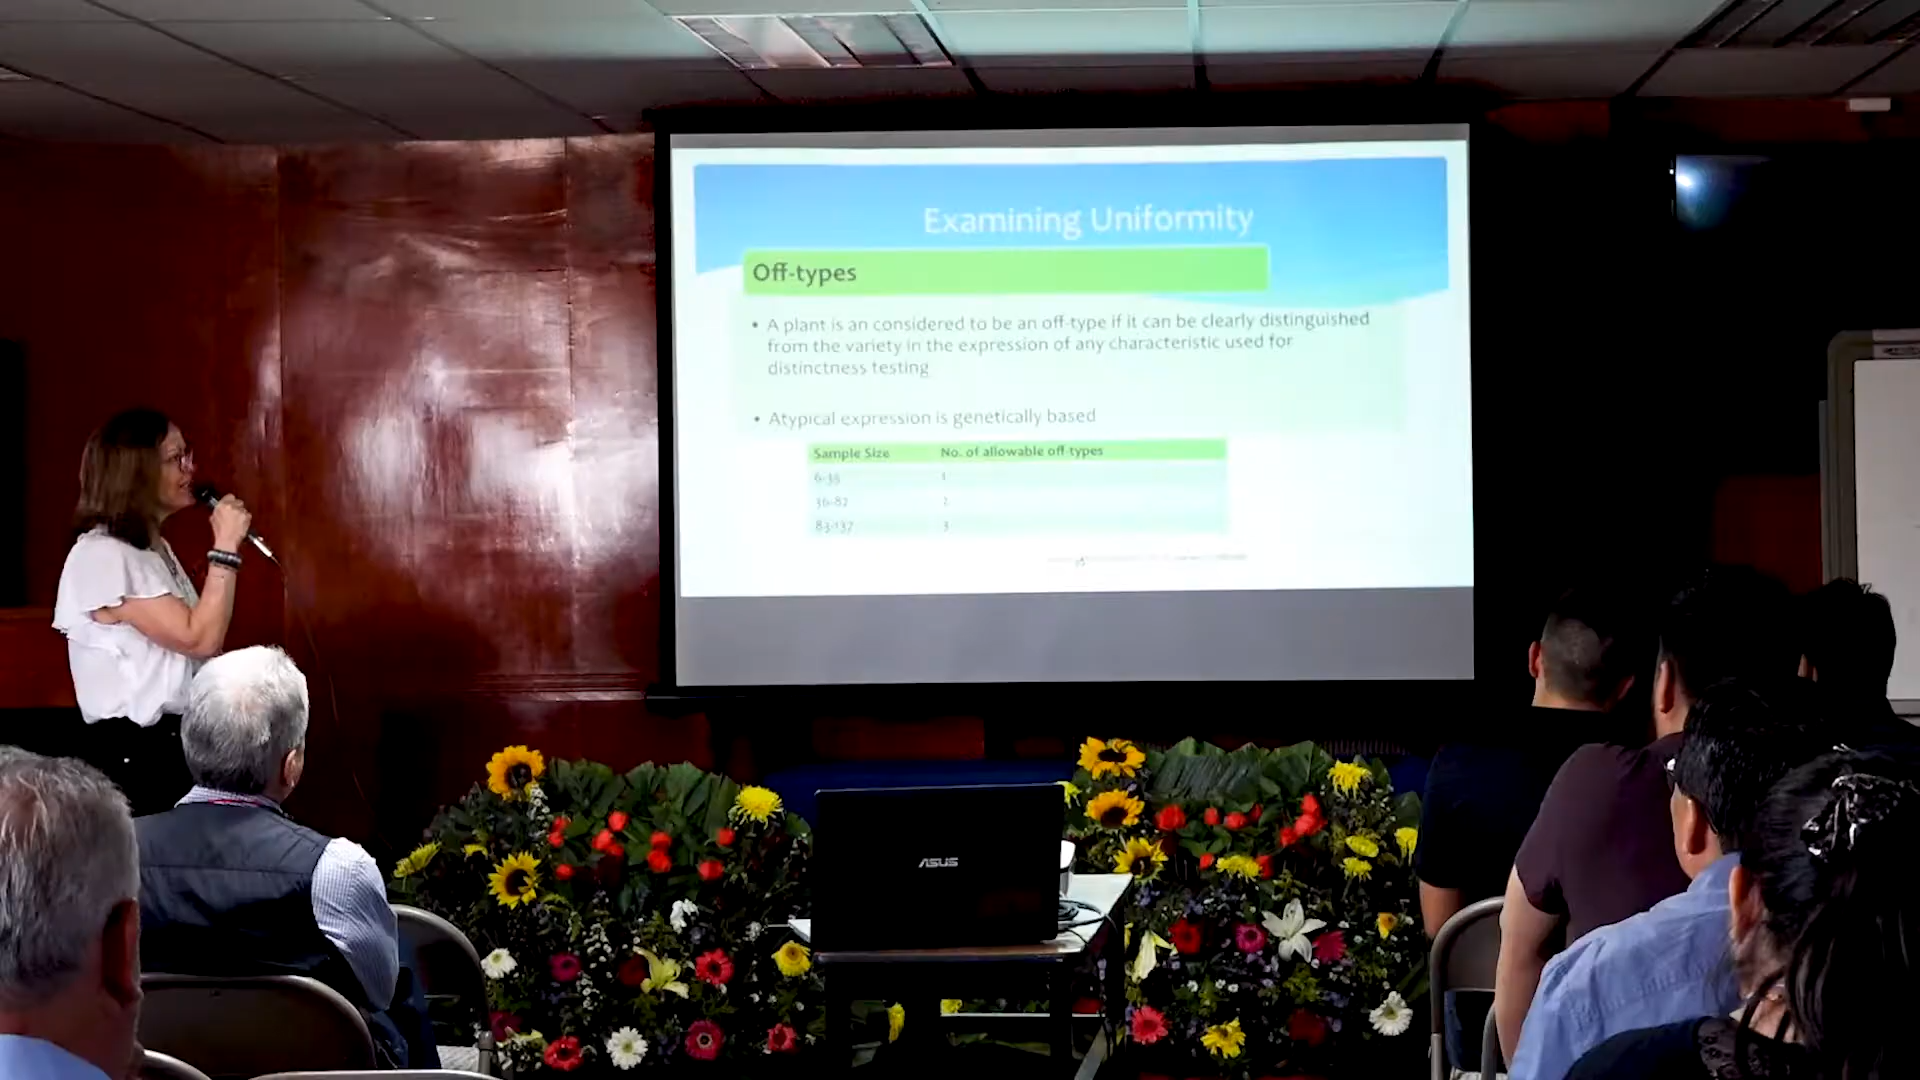 Examining Uniformity
Off-types
• A plant is an considered to be an off-type if it can be clearly distinguished
from the variety in the expression of any characteristic used for
distinctness testing
• Atypical expression is genetically based
Sample Size No. of allowable off-types
6-35 1
36-82 2
83-137 3
ASUS